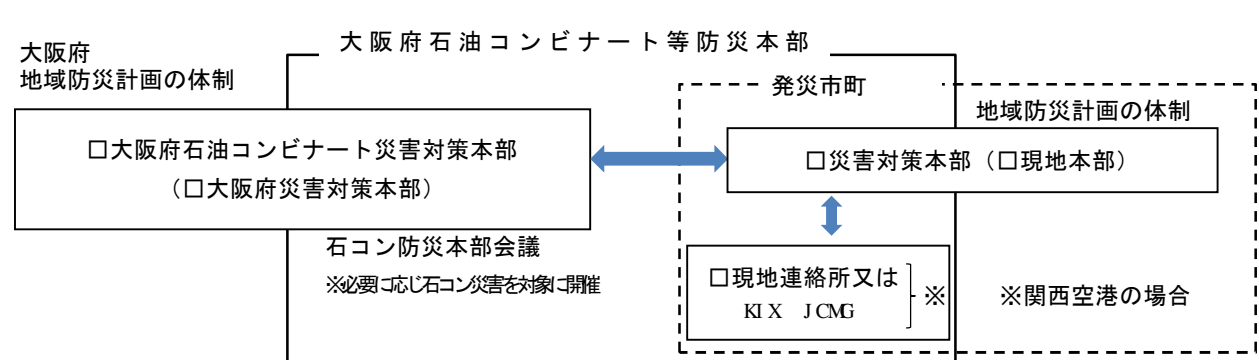 大阪府石油コンビナート等防災本部
大阪府
地域防災計画の体制
発災市町
地域防災計画の体制
□大阪府石油コンビナート災害対策本部
（□大阪府災害対策本部）
□災害対策本部（□現地本部）
石コン防災本部会議
※必要に応じ石コン災害を対象に開催
□現地連絡所又は
KIX JCMG
※
※関西空港の場合